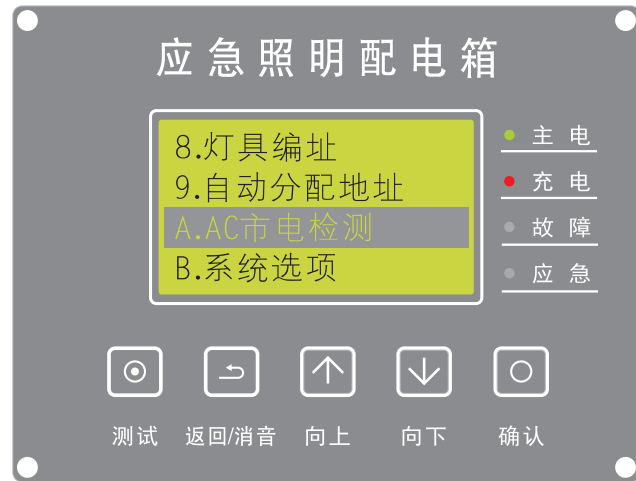 应急照明配电箱
8.灯具编址
9.自动分配地址
A.AC市电检测
B.系统选项
主电
充电
故障
应急
测试
返回/消音
向上
向下
确认